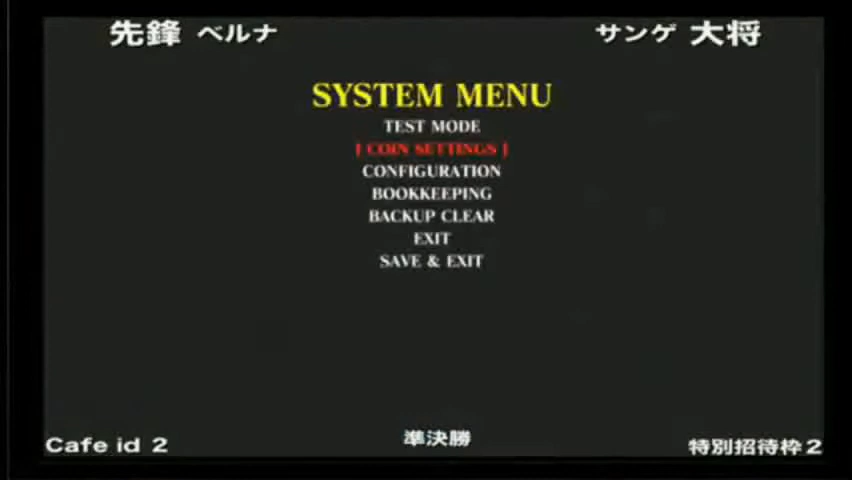 先鋒 ベルナ
サンゲ 大将
SYSTEM MENU
TEST MODE
[ COIN SETTINGS ]
CONFIGURATION
BOOKKEEPING
BACKUP CLEAR
EXIT
SAVE & EXIT
Cafe id 2
準決勝
特別招待枠2